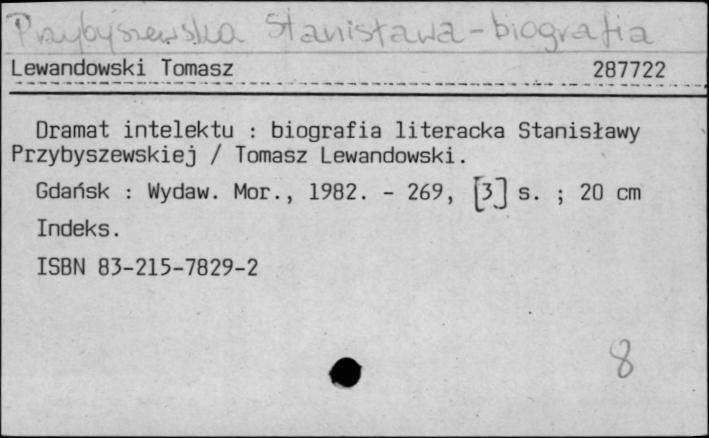 Przybyszewska Stanisława - biografia
Lewandowski Tomasz 287722
Dramat intelektu : biografia literacka Stanisławy
Przybyszewskiej / Tomasz Lewandowski.
Gdańsk : Wydaw. Mor., 1982. - 269, [3] s. ; 20 cm
Indeks.
ISBN 83-215-7829-2
8